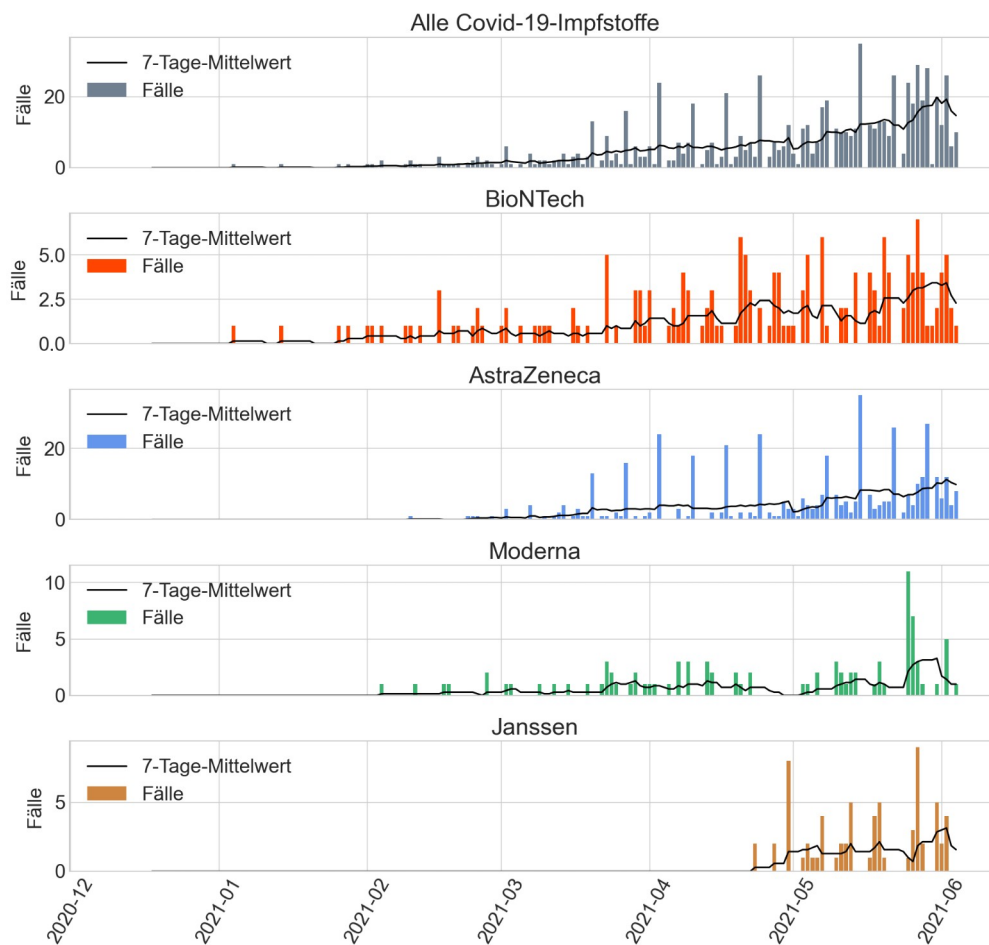 Alle Covid-19-Impfstoffe
Fälle
20
0
7-Tage-Mittelwert
Fälle
BioNTech
Fälle
5.0
2.5
0.0
7-Tage-Mittelwert
Fälle
AstraZeneca
Fälle
20
0
7-Tage-Mittelwert
Fälle
Moderna
Fälle
10
5
0
7-Tage-Mittelwert
Fälle
Janssen
Fälle
5
0
7-Tage-Mittelwert
Fälle
2020-12
2021-01
2021-02
2021-03
2021-04
2021-05
2021-06